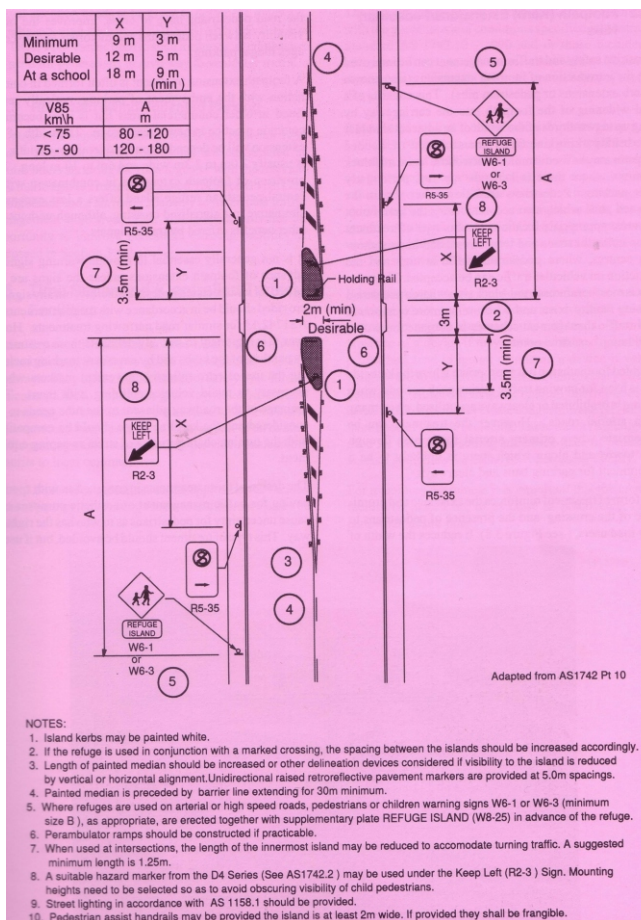 X Y
Minimum 9 m 3 m
Desirable 12 m 5 m
At a school 18 m 9 m
(min )
V85 A
km\h m
< 75 80 - 120
75 - 90 120 - 180
4
5
REFUGE
ISLAND
W6-1
or
W6-3
A
R5-35
8
KEEP
LEFT
R2-3
X
R5-35
7
3.5m (min)
Y
1
Holding Rail
2m (min)
Desirable
3m
2
6
6
Y
3.5m (min)
7
1
8
X
KEEP
LEFT
R2-3
A
R5-35
R5-35
3
4
REFUGE
ISLAND
W6-1
or
W6-3
5
Adapted from AS1742 Pt 10
NOTES:
1. Island kerbs may be painted white.
2. If the refuge is used in conjunction with a marked crossing, the spacing between the islands should be increased accordingly.
3. Length of painted median should be increased or other delineation devices considered if visibility to the island is reduced
by vertical or horizontal alignment.Unidirectional raised retroreflective pavement markers are provided at 5.0m spacings.
4. Painted median is preceded by barrier line extending for 30m minimum.
5. Where refuges are used on arterial or high speed roads, pedestrians or children warning signs W6-1 or W6-3 (minimum
size B ), as appropriate, are erected together with supplementary plate REFUGE ISLAND (W8-25) in advance of the refuge.
6. Perambulator ramps should be constructed if practicable.
7. When used at intersections, the length of the innermost island may be reduced to accomodate turning traffic. A suggested
minimum length is 1.25m.
8. A suitable hazard marker from the D4 Series (See AS1742.2 ) may be used under the Keep Left (R2-3 ) Sign. Mounting
heights need to be selected so as to avoid obscuring visibility of child pedestrians.
9. Street lighting in accordance with AS 1158.1 should be provided.
10. Pedestrian assist handrails may be provided the island is at least 2m wide. If provided they shall be frangible.